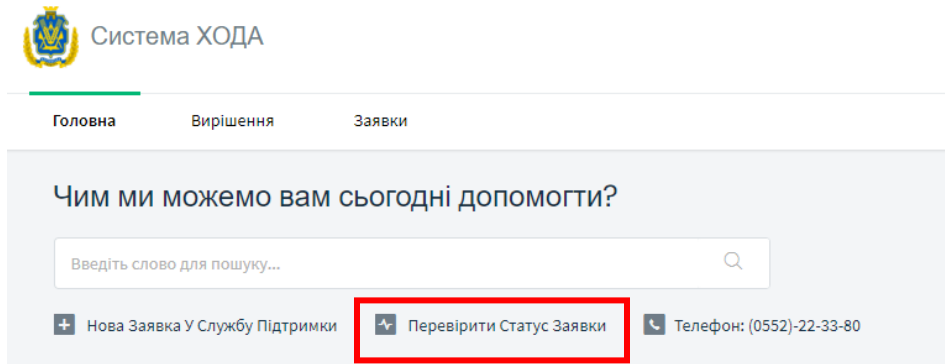 Система ХОДА
Головна Вирішення Заявки
Чим ми можемо вам сьогодні допомогти?
Введіть слово для пошуку...
Нова Заявка У Службу Підтримки Перевірити Статус Заявки Телефон: (0552)-22-33-80